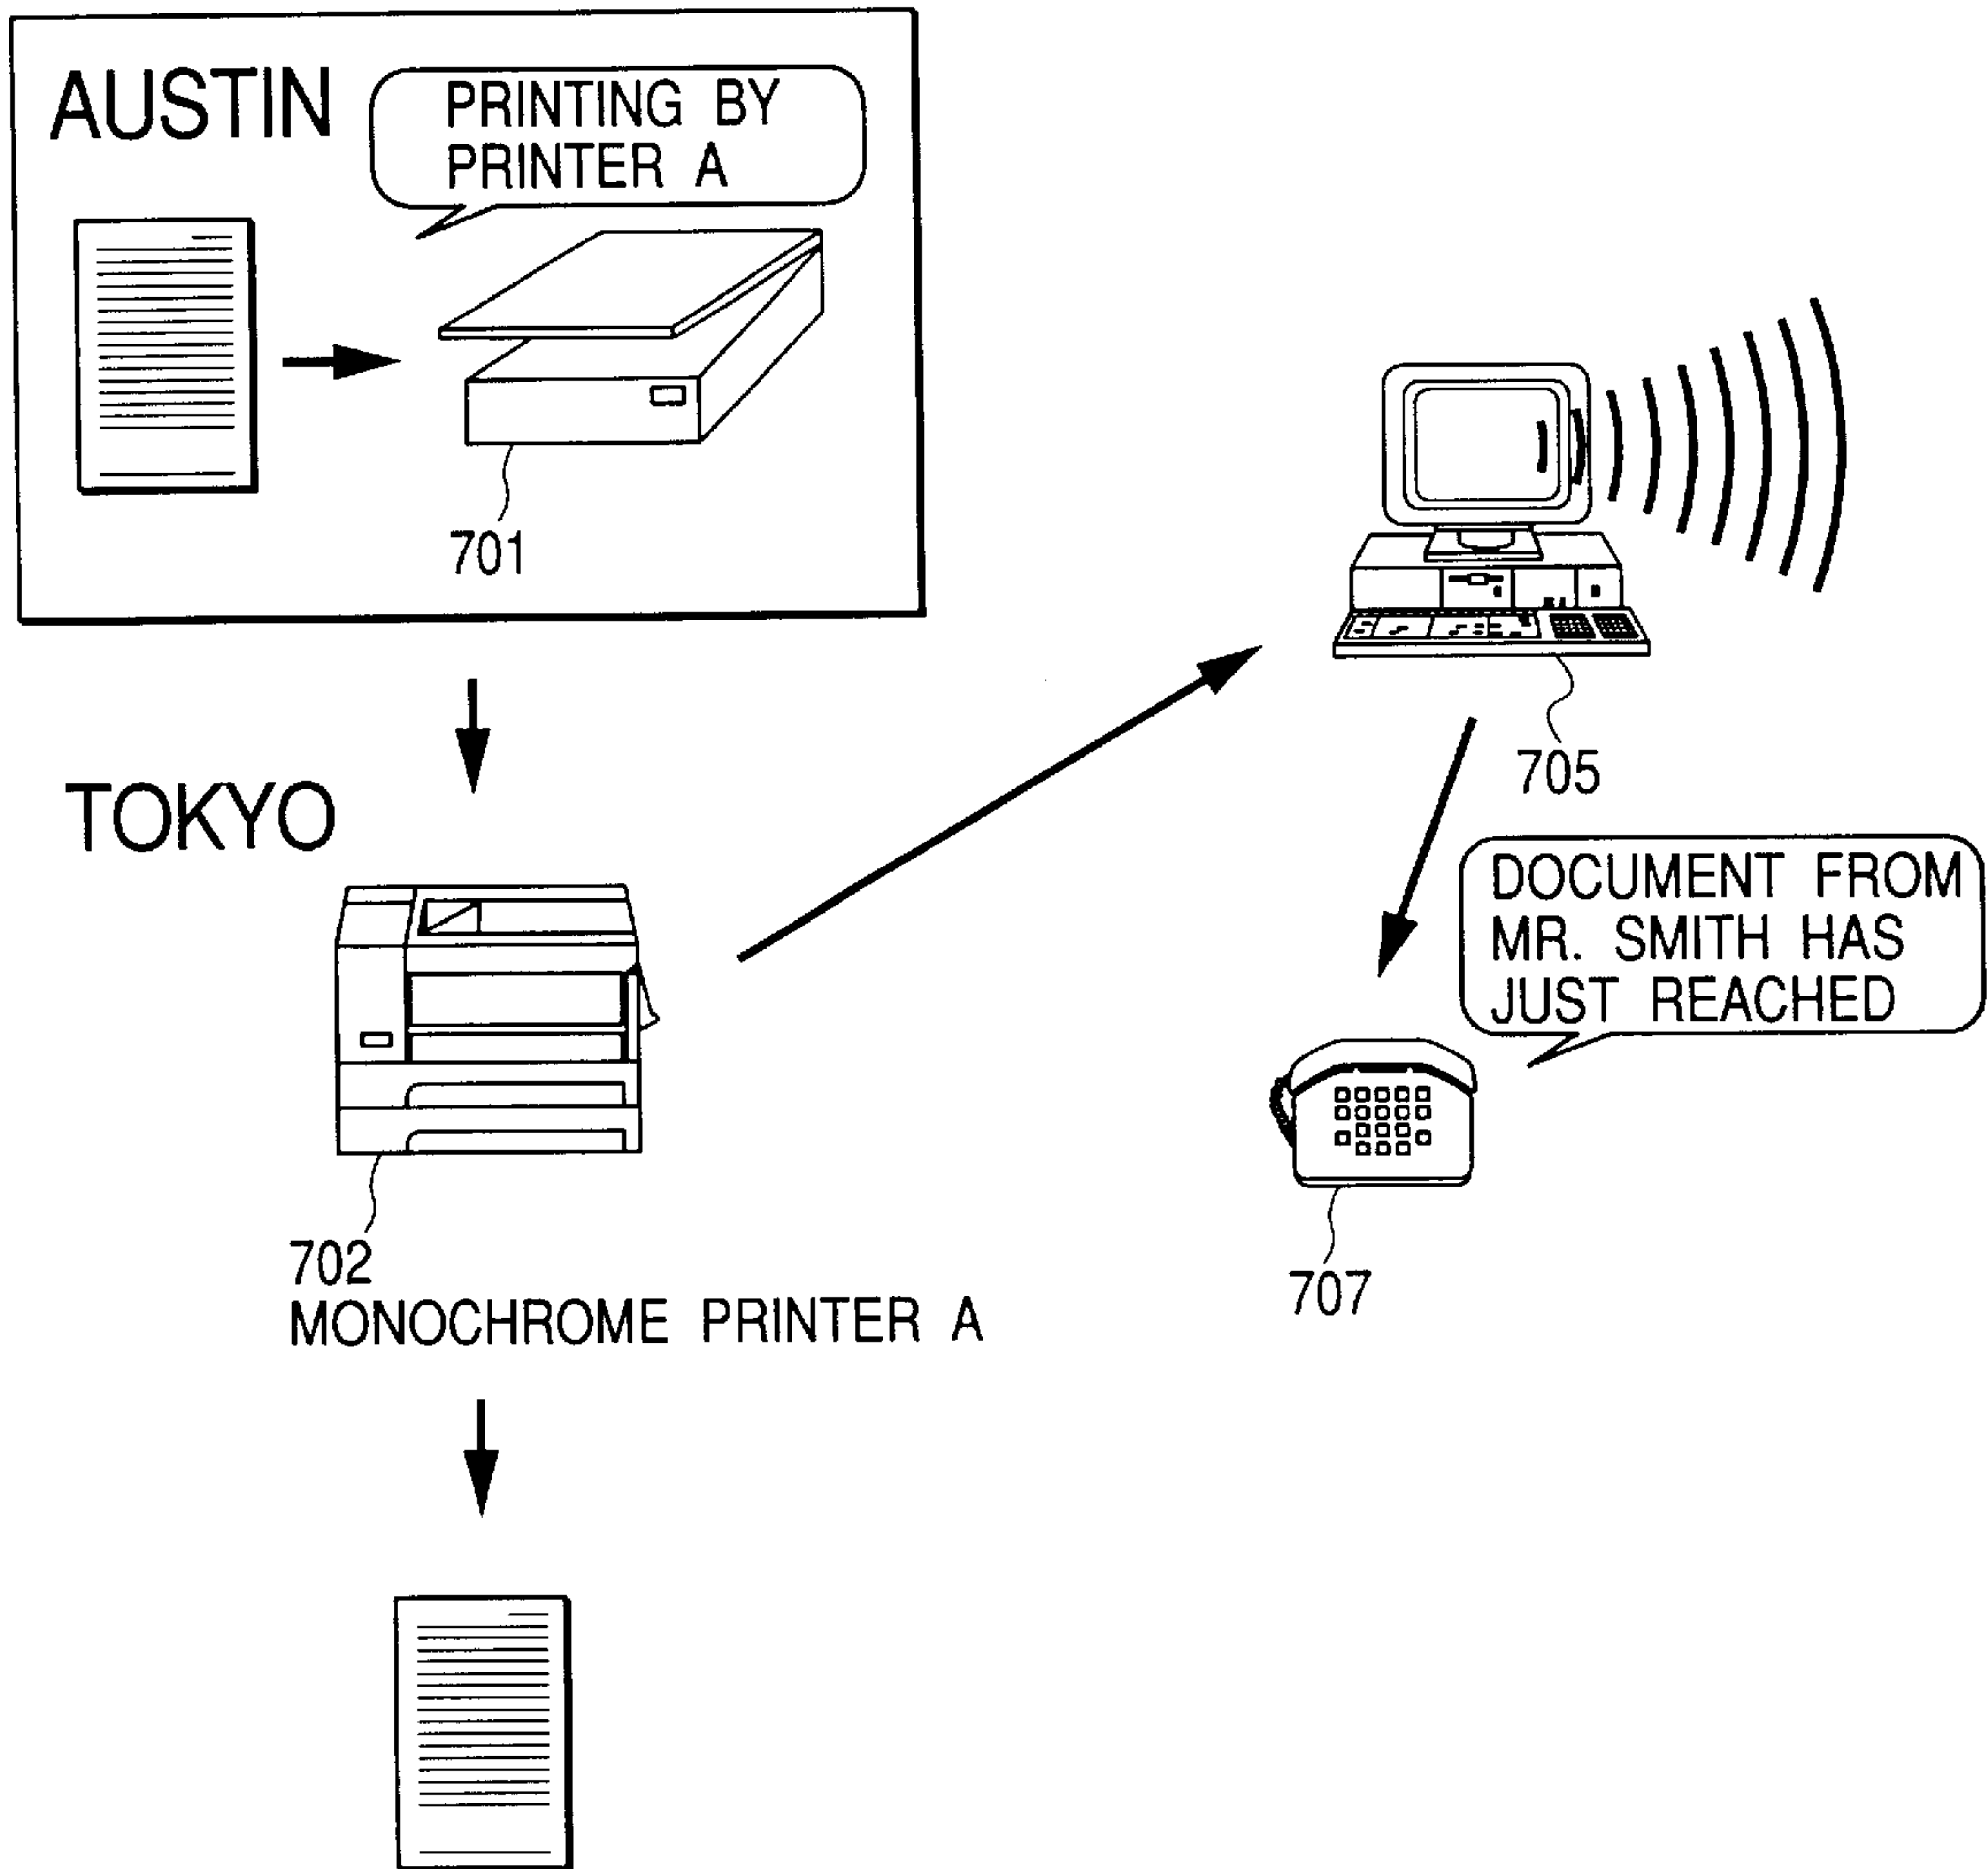 AUSTIN
PRINTING BY
PRINTER A
701
TOKYO
702
MONOCHROME PRINTER A
705
DOCUMENT FROM
MR. SMITH HAS
JUST REACHED
707